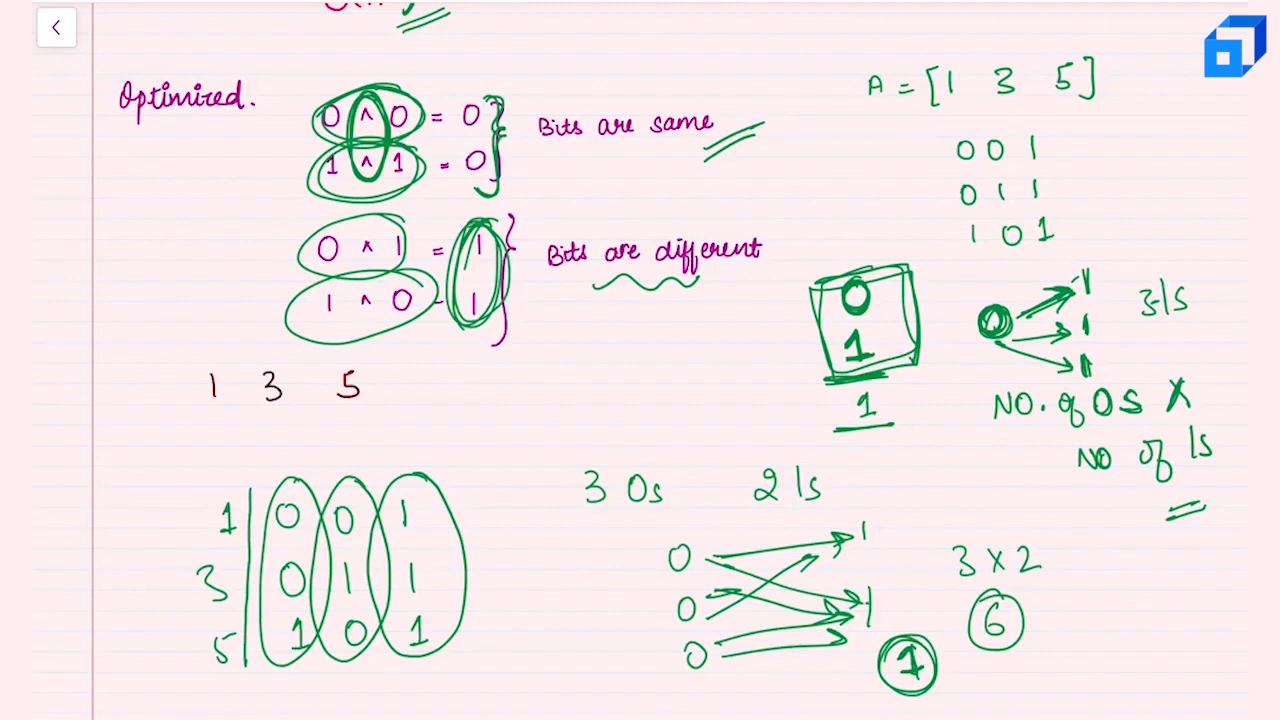 Optimized.
0 ^ 0 = 0
1 ^ 1 = 0
Bits are same
0 ^ 1 = 1
1 ^ 0 = 1
Bits are different
1 3 5
1 0 0 1
3 0 1 1
5 1 0 1
A = [1 3 5]
0 0 1
0 1 1
1 0 1
0
1
1
0
1
1
1
3-1s
NO. of 0s X
NO of 1s
3 0s 2 1s
0
0
0
1
1
1
3 X 2
6